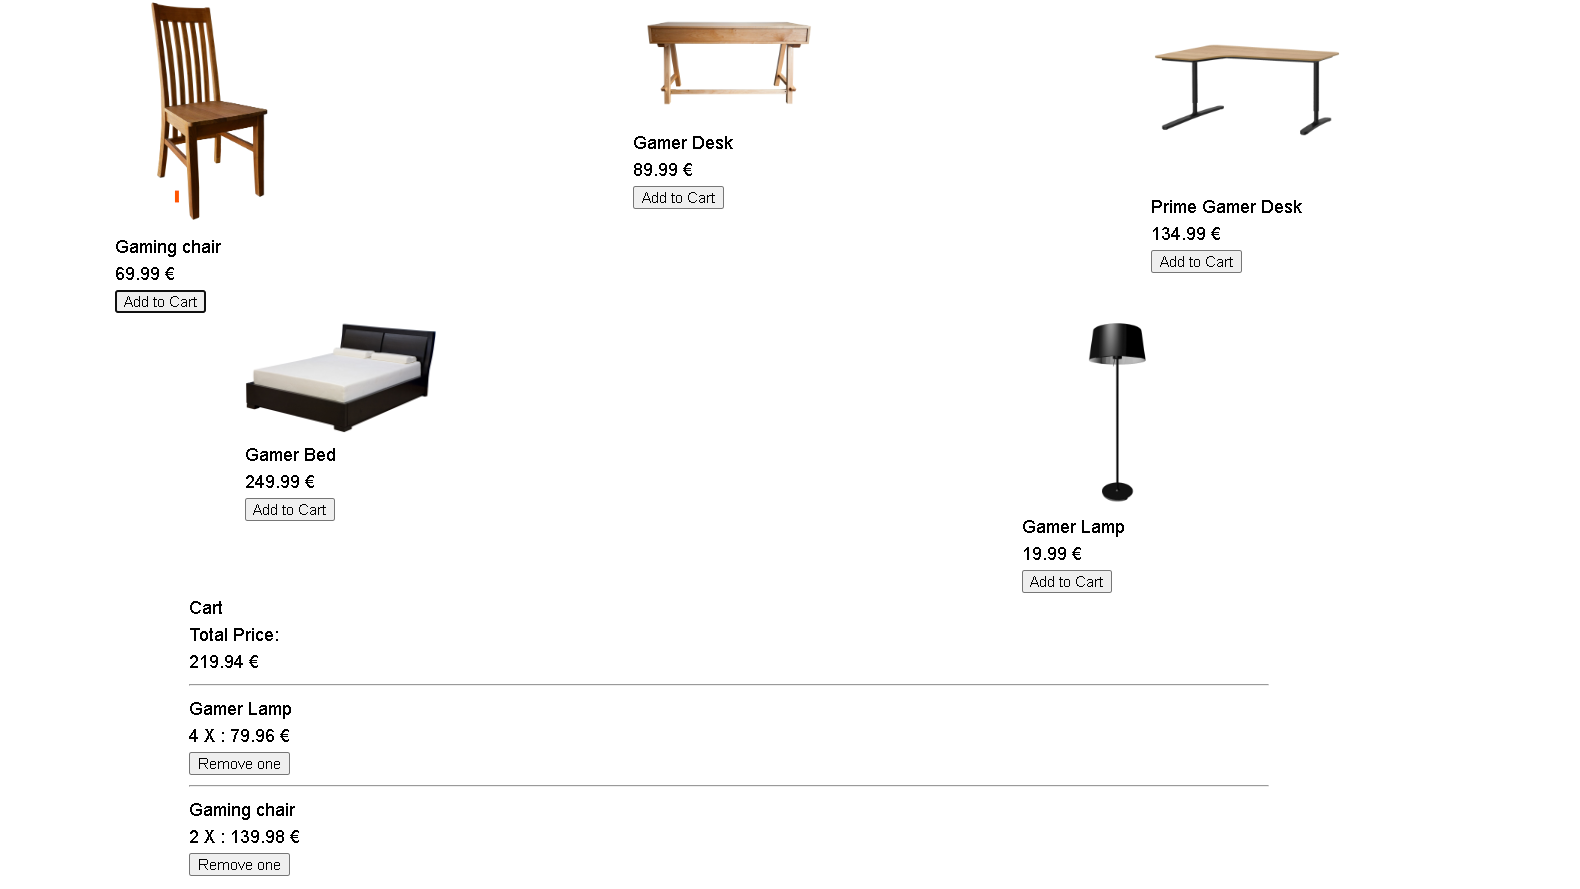 Gaming chair
69.99 €
Add to Cart
Gamer Desk
89.99 €
Add to Cart
Prime Gamer Desk
134.99 €
Add to Cart
Gamer Bed
249.99 €
Add to Cart
Gamer Lamp
19.99 €
Add to Cart
Cart
Total Price:
219.94 €
Gamer Lamp
4 X : 79.96 €
Remove one
Gaming chair
2 X : 139.98 €
Remove one